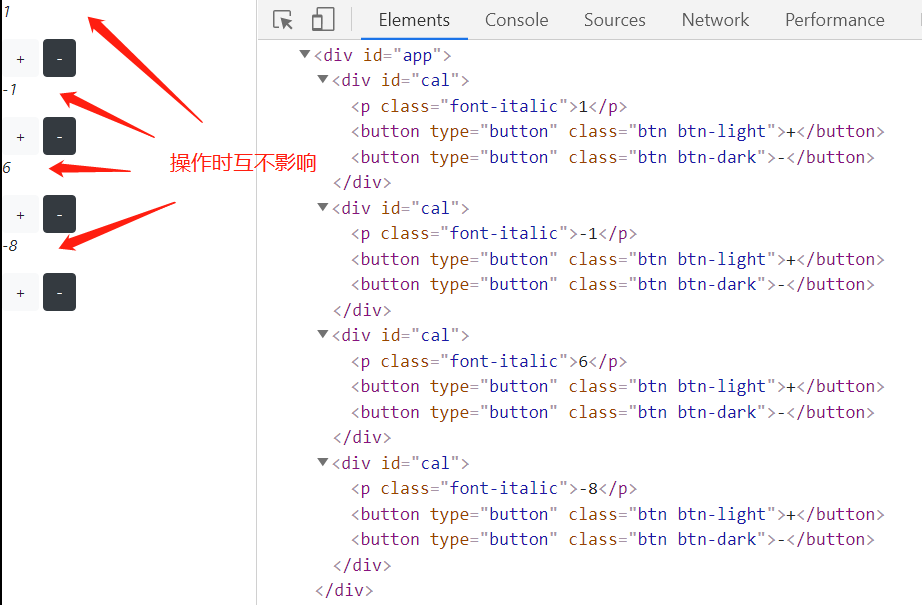 1
+ -
-1
+ -
6
+ -
-8
+ -
操作时互不影响
Elements Console Sources Network Performance
▼<div id="app">
▼<div id="cal">
<p class="font-italic">1</p>
<button type="button" class="btn btn-light">+</button>
<button type="button" class="btn btn-dark">-</button>
</div>
▼<div id="cal">
<p class="font-italic">-1</p>
<button type="button" class="btn btn-light">+</button>
<button type="button" class="btn btn-dark">-</button>
</div>
▼<div id="cal">
<p class="font-italic">6</p>
<button type="button" class="btn btn-light">+</button>
<button type="button" class="btn btn-dark">-</button>
</div>
▼<div id="cal">
<p class="font-italic">-8</p>
<button type="button" class="btn btn-light">+</button>
<button type="button" class="btn btn-dark">-</button>
</div>
</div>